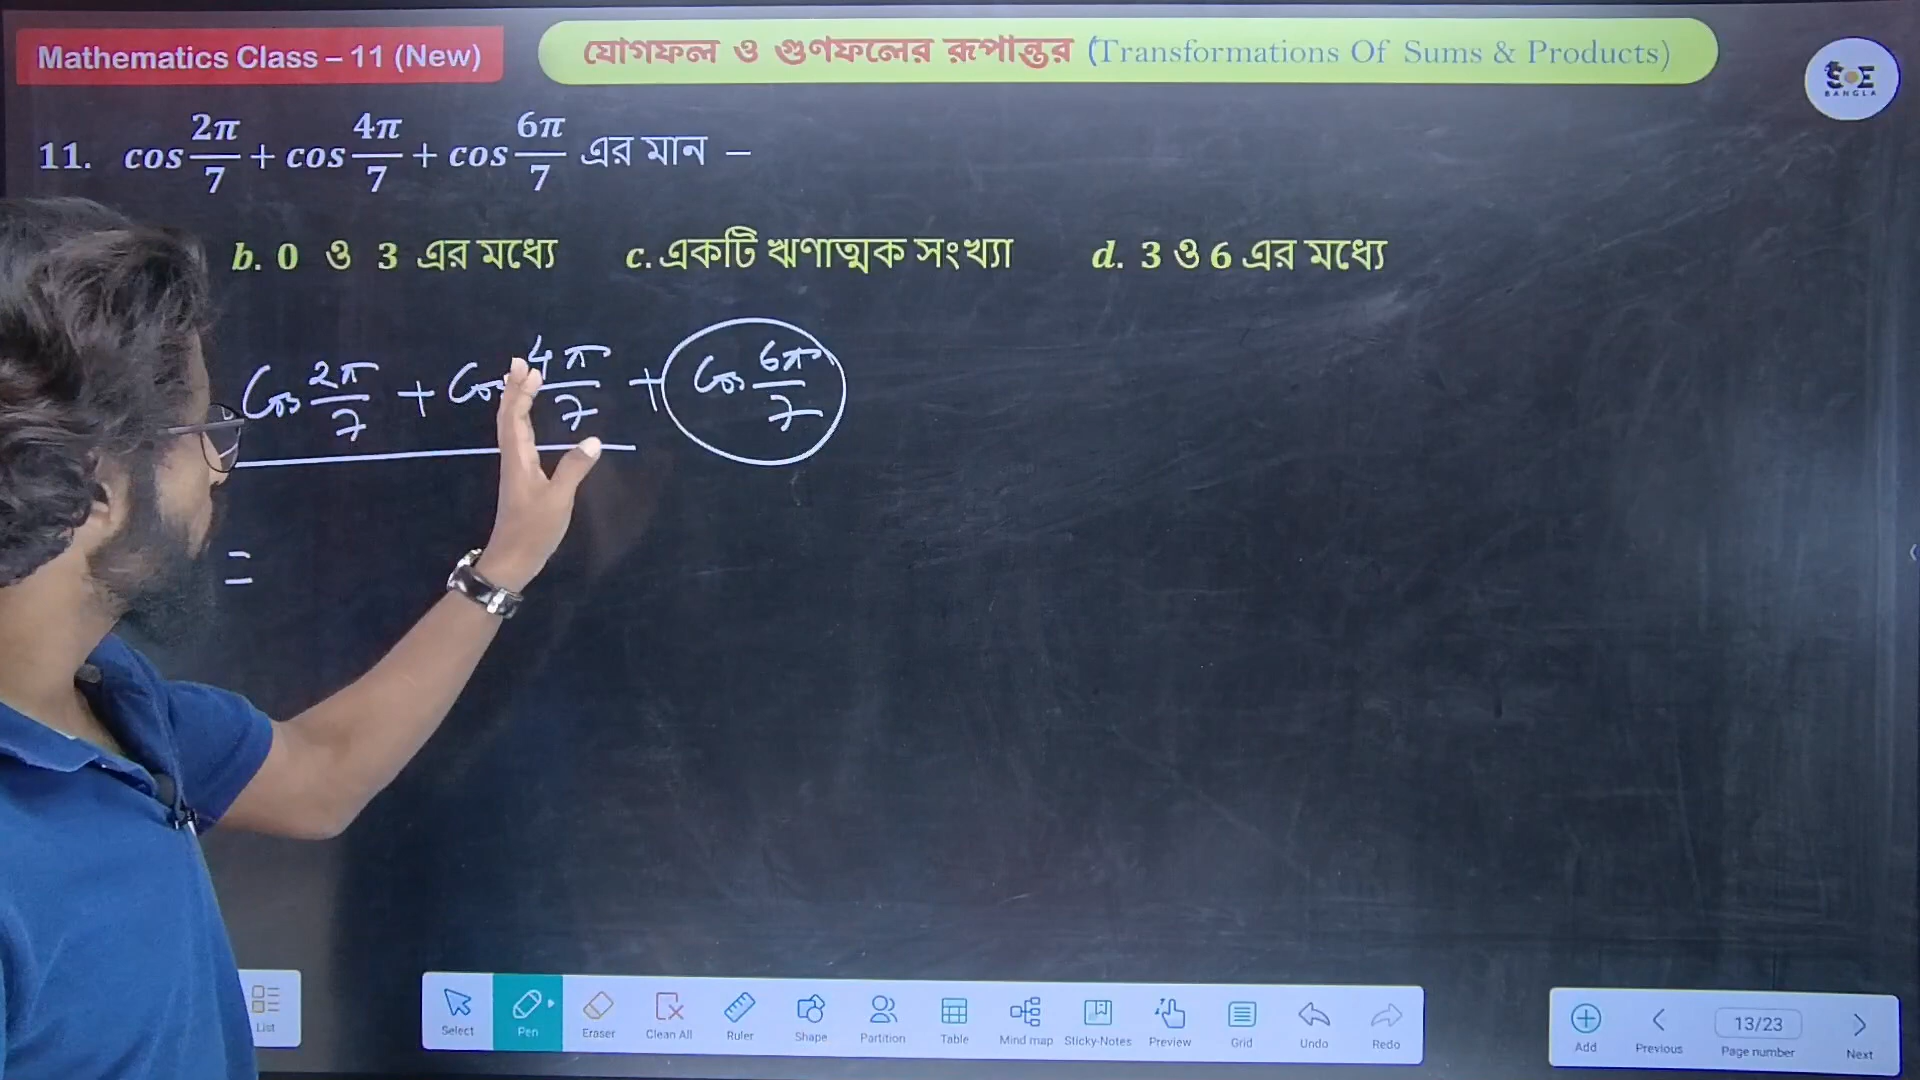 Mathematics Class – 11 (New)
যোগফল ও গুণফলের রূপান্তর (Transformations Of Sums & Products)
SOE BANGLA
11. cos 2π/7 + cos 4π/7 + cos 6π/7 এর মান –
b. 0 ও 3 এর মধ্যে c. একটি ঋণাত্মক সংখ্যা d. 3 ও 6 এর মধ্যে
Cos 2π/7 + Cos 4π/7 + Cos 6π/7
=
List
Select Pen Eraser Clean All Ruler Shape Partition Table Mind map Sticky-Notes Preview Grid Undo Redo
Add Previous 13/23 Page number Next